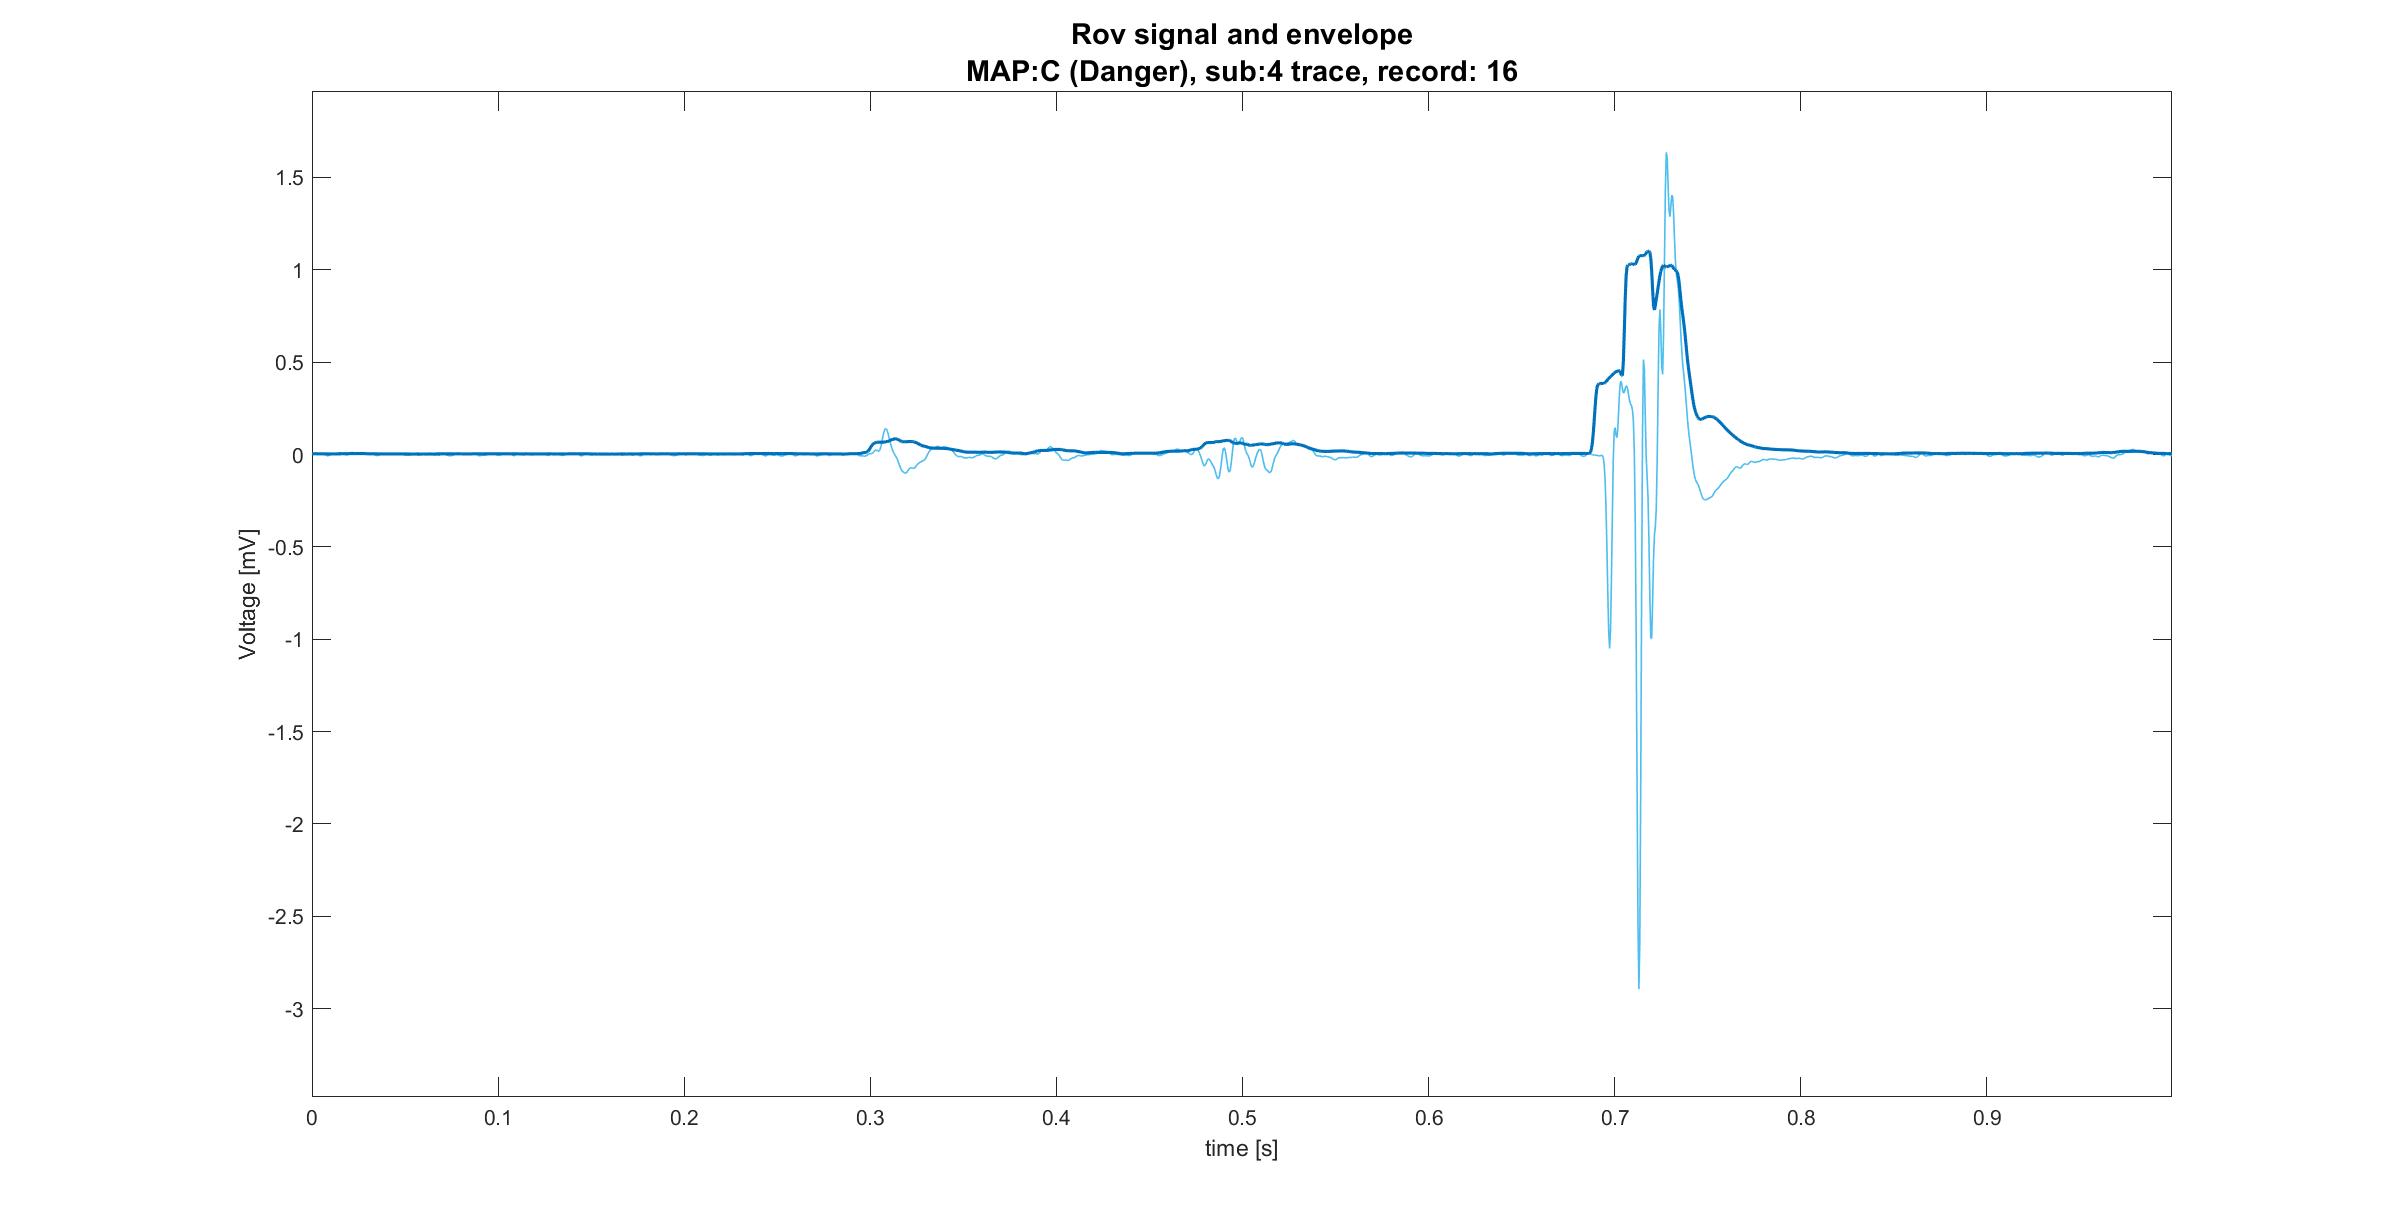 Rov signal and envelope
MAP:C (Danger), sub:4 trace, record: 16
1.5
1
0.5
0
-0.5
-1
-1.5
-2
-2.5
-3
Voltage [mV]
0 0.1 0.2 0.3 0.4 0.5 0.6 0.7 0.8 0.9
time [s]